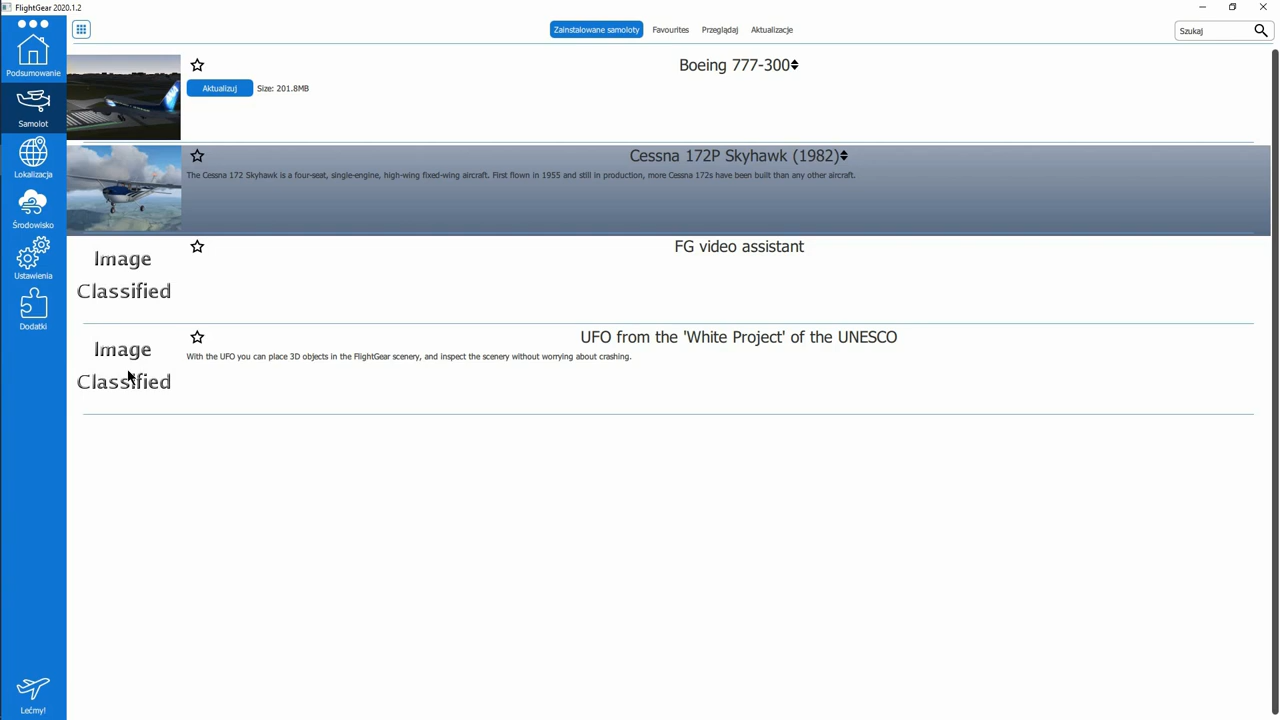 FlightGear 2020.1.2
Zainstalowane samoloty
Favourites
Przeglądaj
Aktualizacje
Szukaj
Podsumowanie
Samolot
Lokalizacja
Środowisko
Ustawienia
Dodatki
Lećmy!
Boeing 777-300
Aktualizuj
Size: 201.8MB
Cessna 172P Skyhawk (1982)
The Cessna 172 Skyhawk is a four-seat, single-engine, high-wing fixed-wing aircraft. First flown in 1955 and still in production, more Cessna 172s have been built than any other aircraft.
Image
Classified
FG video assistant
Image
Classified
UFO from the 'White Project' of the UNESCO
With the UFO you can place 3D objects in the FlightGear scenery, and inspect the scenery without worrying about crashing.